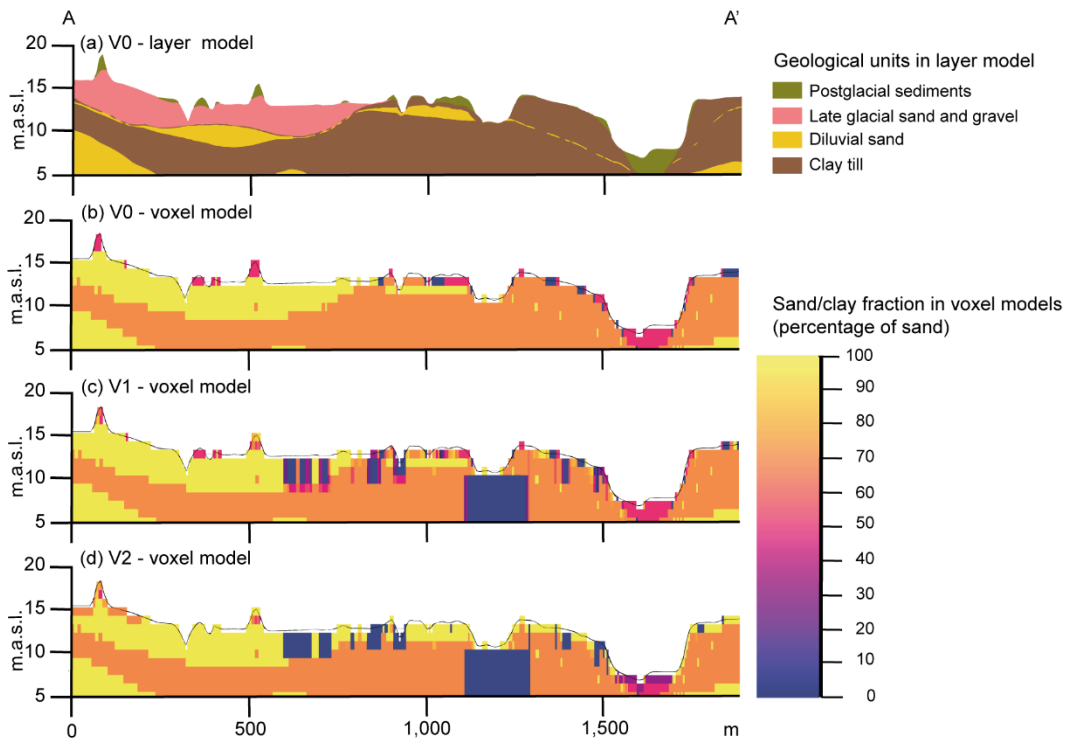 A A’
(a) V0 - layer model
20
15
10
5
m.a.s.l.
Geological units in layer model
Postglacial sediments
Late glacial sand and gravel
Diluvial sand
Clay till
(b) V0 - voxel model
20
15
10
5
m.a.s.l.
(c) V1 - voxel model
20
15
10
5
m.a.s.l.
(d) V2 - voxel model
20
15
10
5
m.a.s.l.
0 500 1,000 1,500 m
Sand/clay fraction in voxel models
(percentage of sand)
100
90
80
70
60
50
40
30
20
10
0